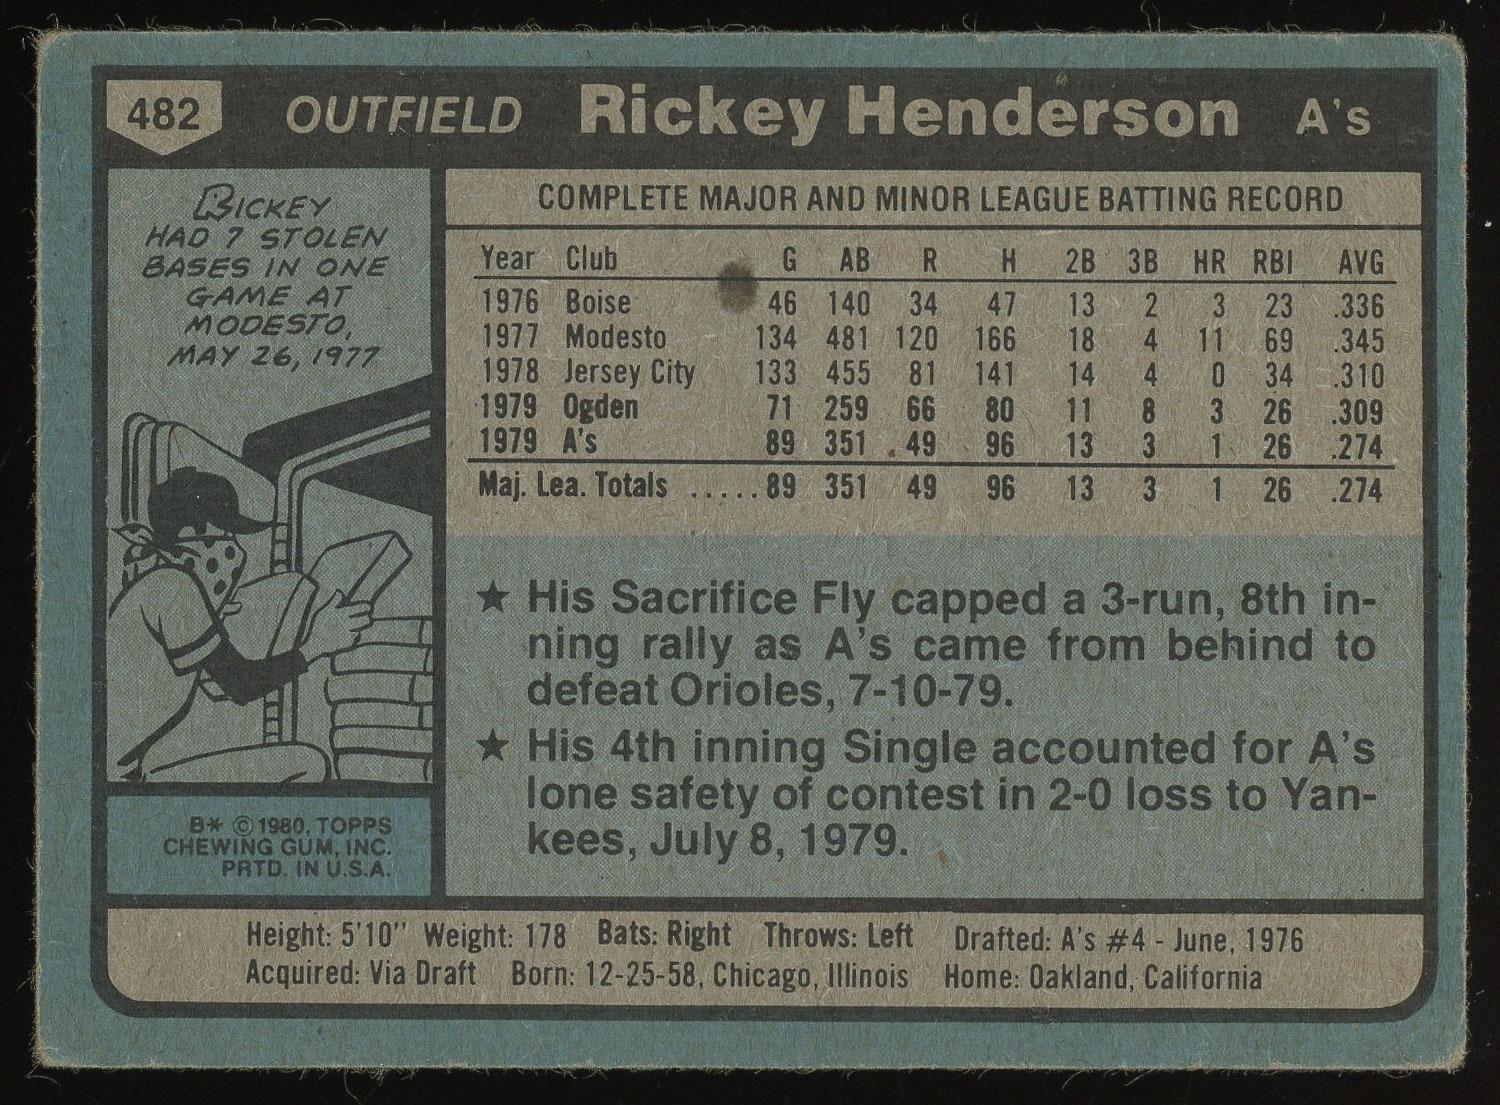 482 OUTFIELD Rickey Henderson A's
RICKEY
HAD 7 STOLEN
BASES IN ONE
GAME AT
MODESTO,
MAY 26, 1977
COMPLETE MAJOR AND MINOR LEAGUE BATTING RECORD
Year Club G AB R H 2B 3B HR RBI AVG
1976 Boise 46 140 34 47 13 2 3 23 .336
1977 Modesto 134 481 120 166 18 4 11 69 .345
1978 Jersey City 133 455 81 141 14 4 0 34 .310
1979 Ogden 71 259 66 80 11 8 3 26 .309
1979 A's 89 351 49 96 13 3 1 26 .274
Maj. Lea. Totals .....89 351 49 96 13 3 1 26 .274
★ His Sacrifice Fly capped a 3-run, 8th in-
ning rally as A's came from behind to
defeat Orioles, 7-10-79.
★ His 4th inning Single accounted for A's
lone safety of contest in 2-0 loss to Yan-
kees, July 8, 1979.
B* ©1980, TOPPS
CHEWING GUM, INC.
PRTD. IN U.S.A.
Height: 5'10" Weight: 178 Bats: Right Throws: Left Drafted: A's #4 - June, 1976
Acquired: Via Draft Born: 12-25-58, Chicago, Illinois Home: Oakland, California